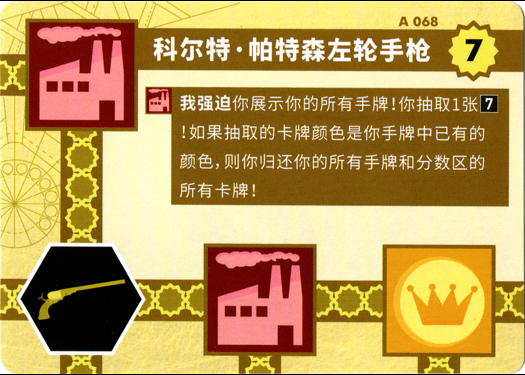 A 068
科尔特·帕特森左轮手枪
7
我强迫你展示你的所有手牌!你抽取1张7
!如果抽取的卡牌颜色是你手牌中已有的
颜色,则你归还你的所有手牌和分数区的
所有卡牌!